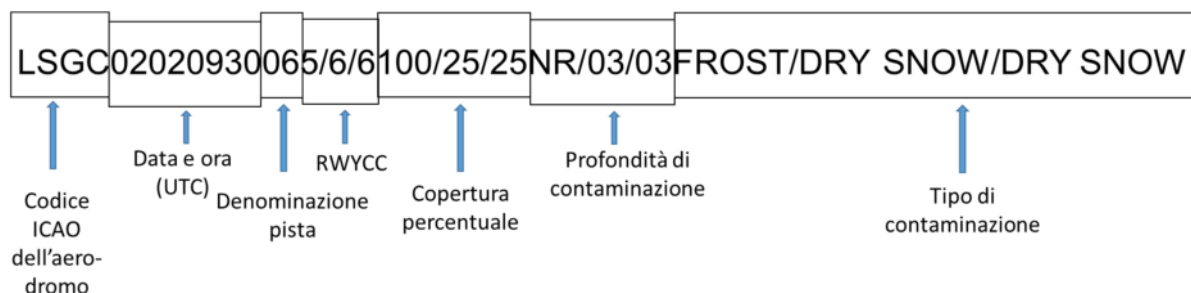 LSGC02020930065/6/6100/25/25NR/03/03FROST/DRY SNOW/DRY SNOW
Codice
ICAO
dell'aero-
dromo
Data e ora
(UTC)
Denominazione
pista
RWYCC
Copertura
percentuale
Profondità di
contaminazione
Tipo di
contaminazione